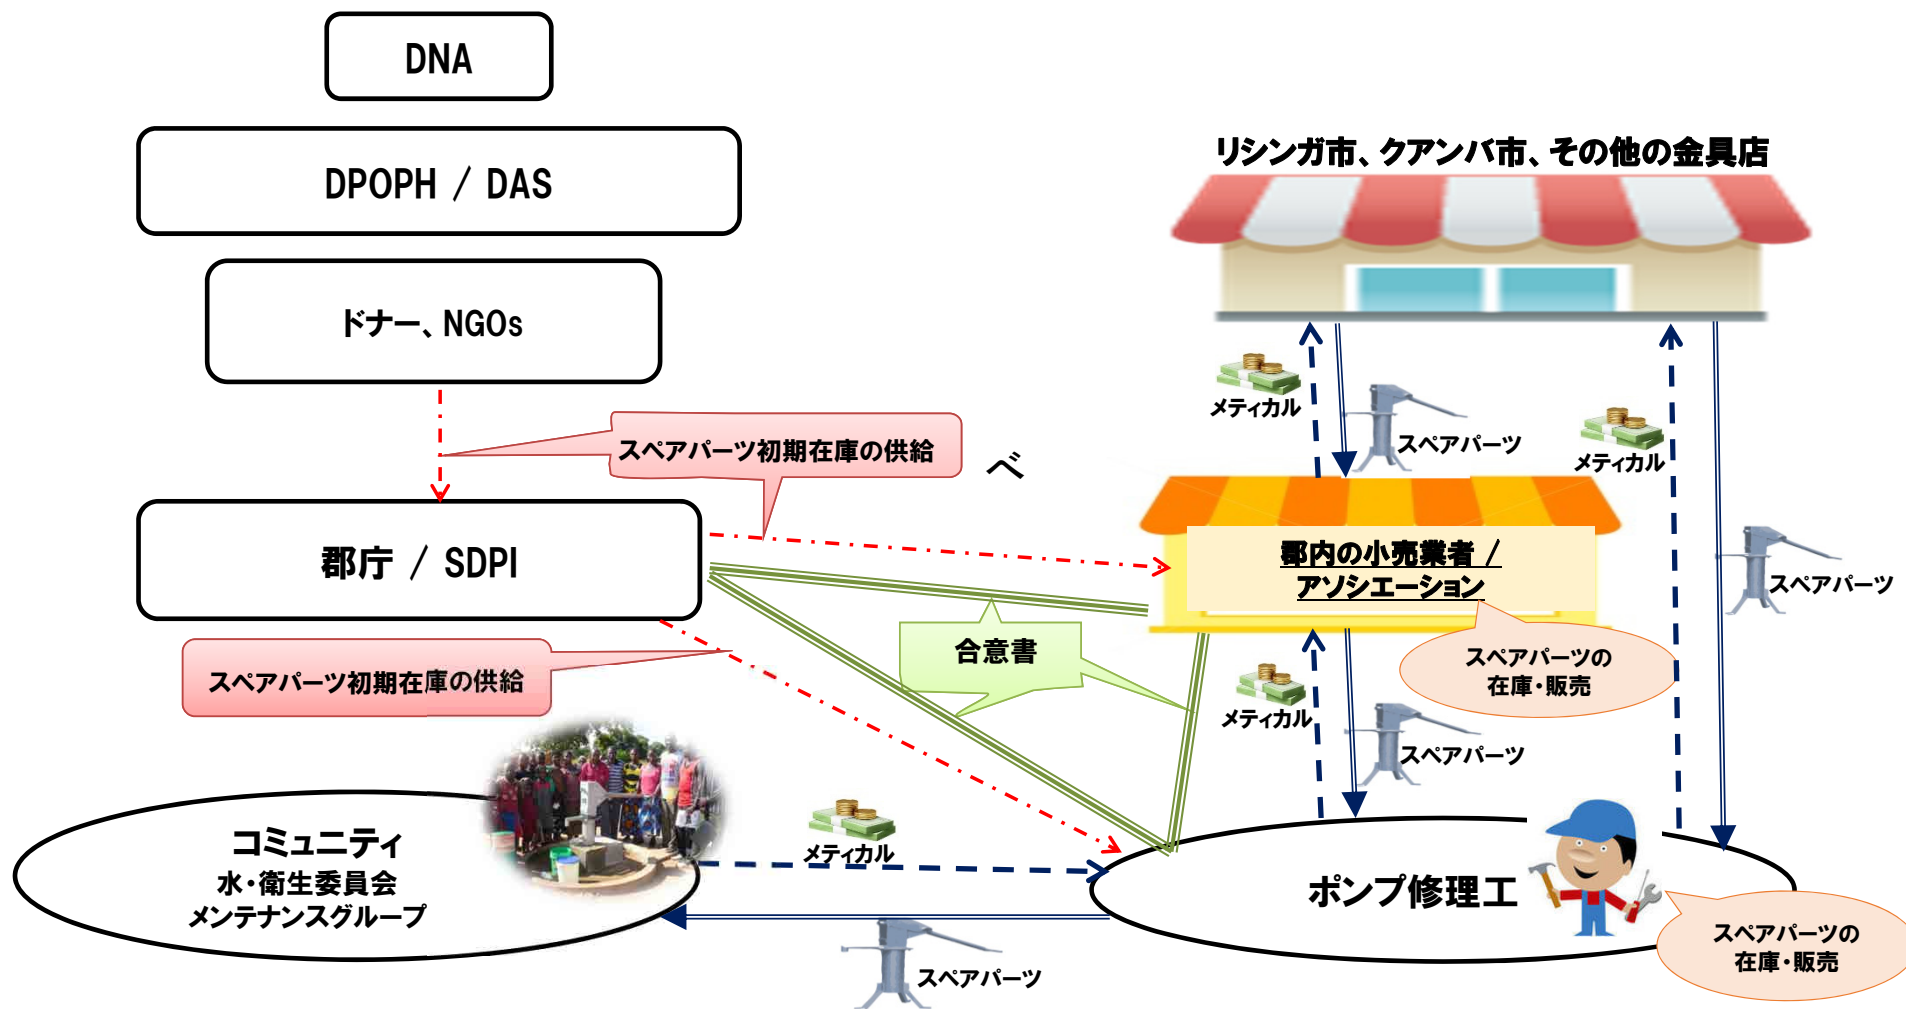 DNA
DPOPH / DAS
ドナー、NGOs
リシンガ市、クアンバ市、その他の金具店
メティカル
スペアパーツ
メティカル
スペアパーツ初期在庫の供給
べ
郡庁 / SDPI
郡内の小売業者 /
アソシエーション
スペアパーツ
合意書
スペアパーツの
在庫・販売
スペアパーツ初期在庫の供給
メティカル
スペアパーツ
コミュニティ
水・衛生委員会
メンテナンスグループ
メティカル
ポンプ修理工
スペアパーツの
在庫・販売
スペアパーツ